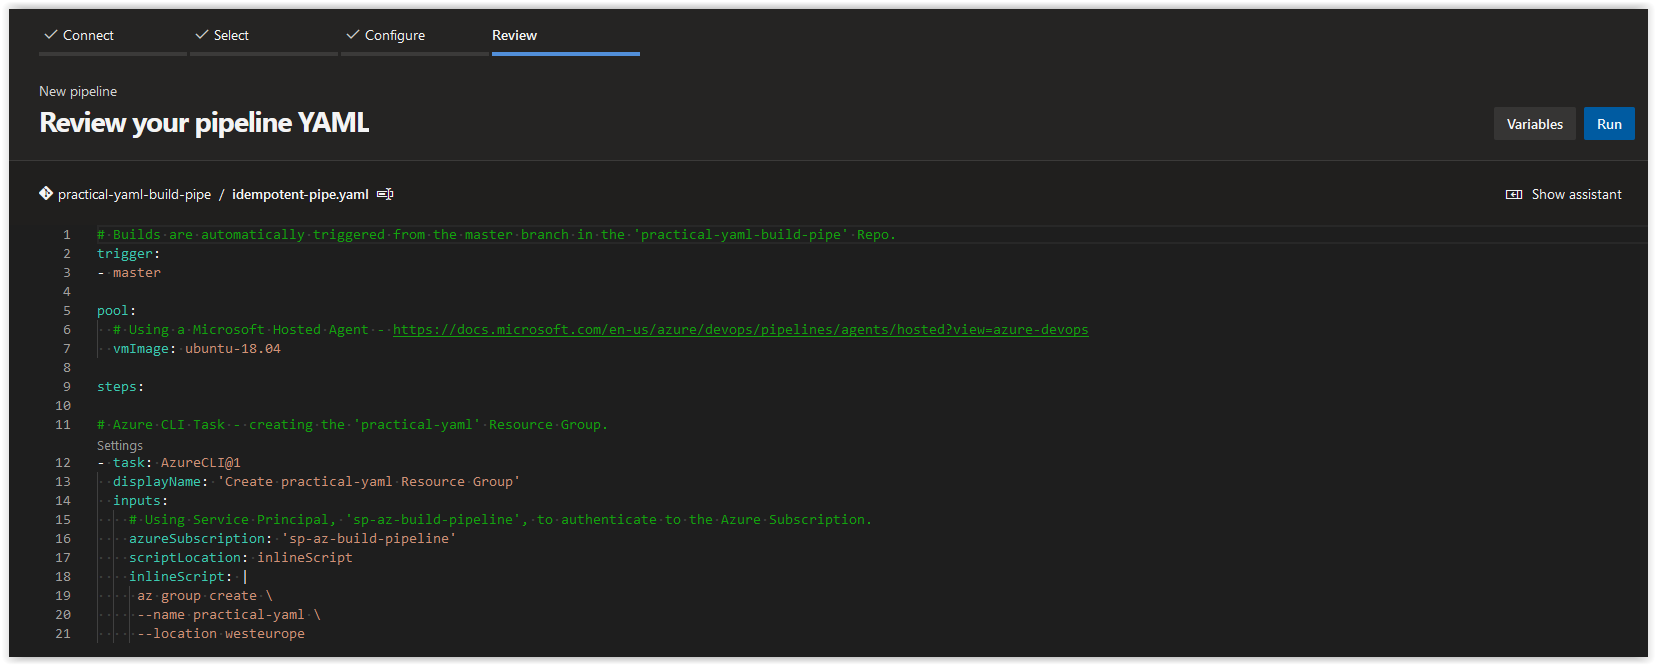 Connect Select Configure Review
New pipeline
Review your pipeline YAML
Variables Run
practical-yaml-build-pipe / idempotent-pipe.yaml
Show assistant
1 # Builds are automatically triggered from the master branch in the 'practical-yaml-build-pipe' Repo.
2 trigger:
3 - master
4
5 pool:
6   # Using a Microsoft Hosted Agent - https://docs.microsoft.com/en-us/azure/devops/pipelines/agents/hosted?view=azure-devops
7   vmImage: ubuntu-18.04
8
9 steps:
10
11 # Azure CLI Task - creating the 'practical-yaml' Resource Group.
Settings
12 - task: AzureCLI@1
13   displayName: 'Create practical-yaml Resource Group'
14   inputs:
15     # Using Service Principal, 'sp-az-build-pipeline', to authenticate to the Azure Subscription.
16     azureSubscription: 'sp-az-build-pipeline'
17     scriptLocation: inlineScript
18     inlineScript: |
19      az group create \
20      --name practical-yaml \
21      --location westeurope